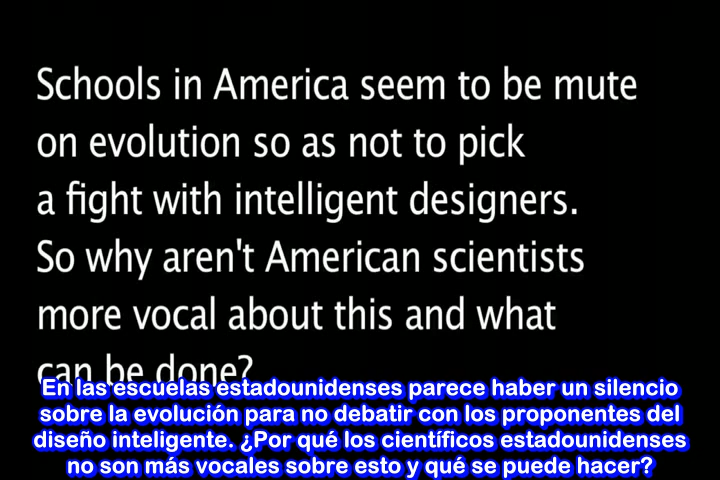 Schools in America seem to be mute
on evolution so as not to pick
a fight with intelligent designers.
So why aren't American scientists
more vocal about this and what
can be done?
En las escuelas estadounidenses parece haber un silencio
sobre la evolución para no debatir con los proponentes del
diseño inteligente. ¿Por qué los científicos estadounidenses
no son más vocales sobre esto y qué se puede hacer?